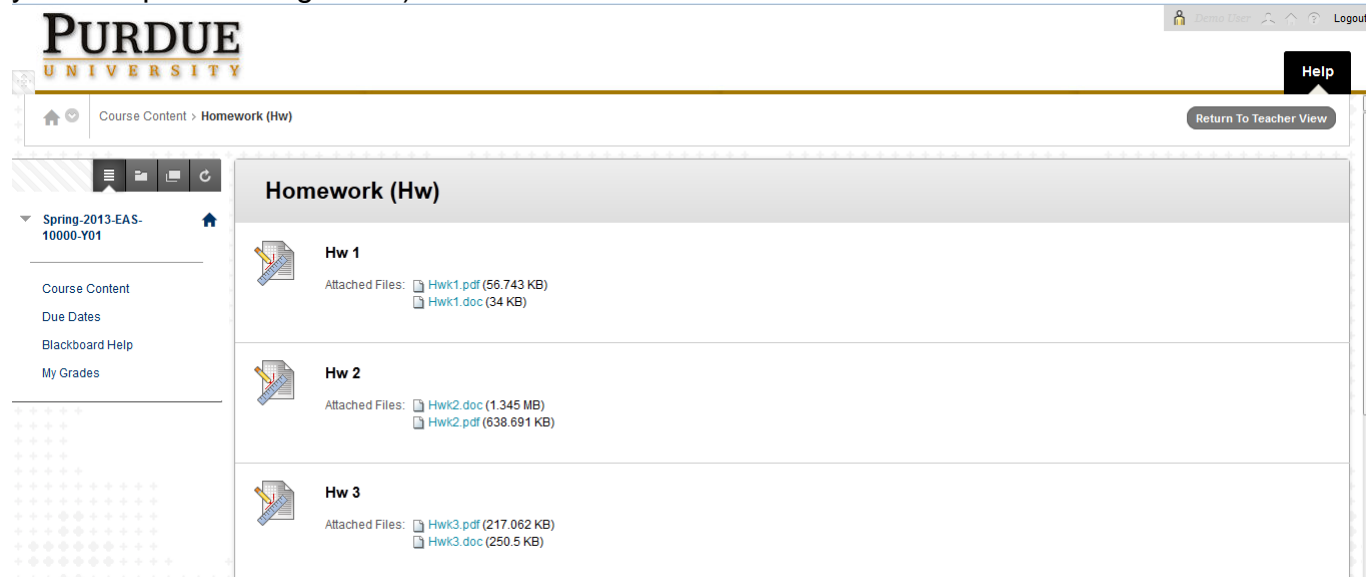 PURDUE
UNIVERSITY
Demo User
Logout
Help
Course Content > Homework (Hw)
Return To Teacher View
Spring-2013-EAS-
10000-Y01
Course Content
Due Dates
Blackboard Help
My Grades
Homework (Hw)
Hw 1
Attached Files: Hwk1.pdf (56.743 KB)
Hwk1.doc (34 KB)
Hw 2
Attached Files: Hwk2.doc (1.345 MB)
Hwk2.pdf (638.691 KB)
Hw 3
Attached Files: Hwk3.pdf (217.062 KB)
Hwk3.doc (250.5 KB)